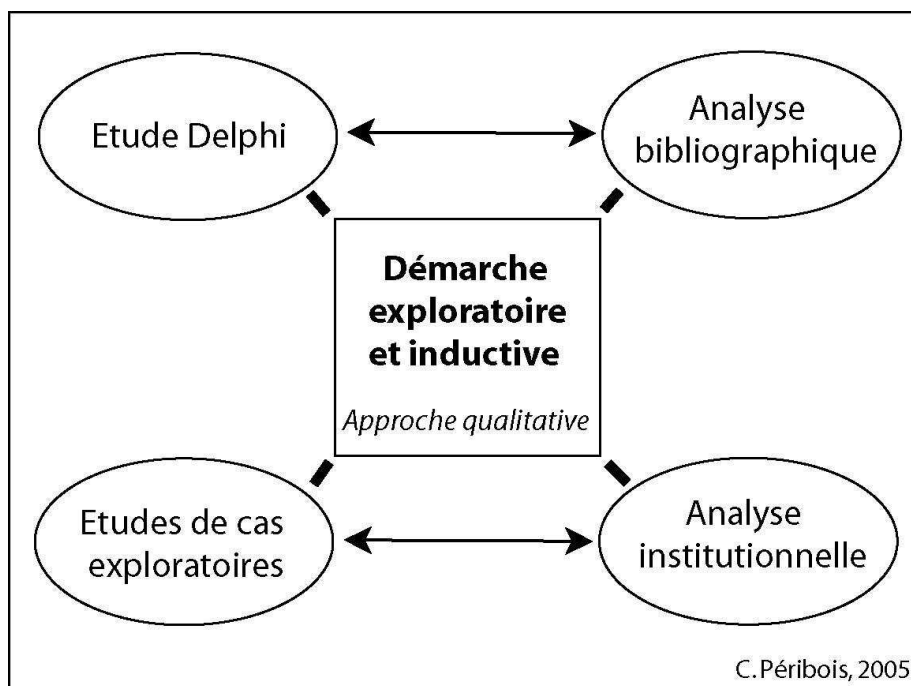 Etude Delphi
Analyse
bibliographique
Démarche
exploratoire
et inductive
Approche qualitative
Etudes de cas
exploratoires
Analyse
institutionnelle
C.Péribois, 2005